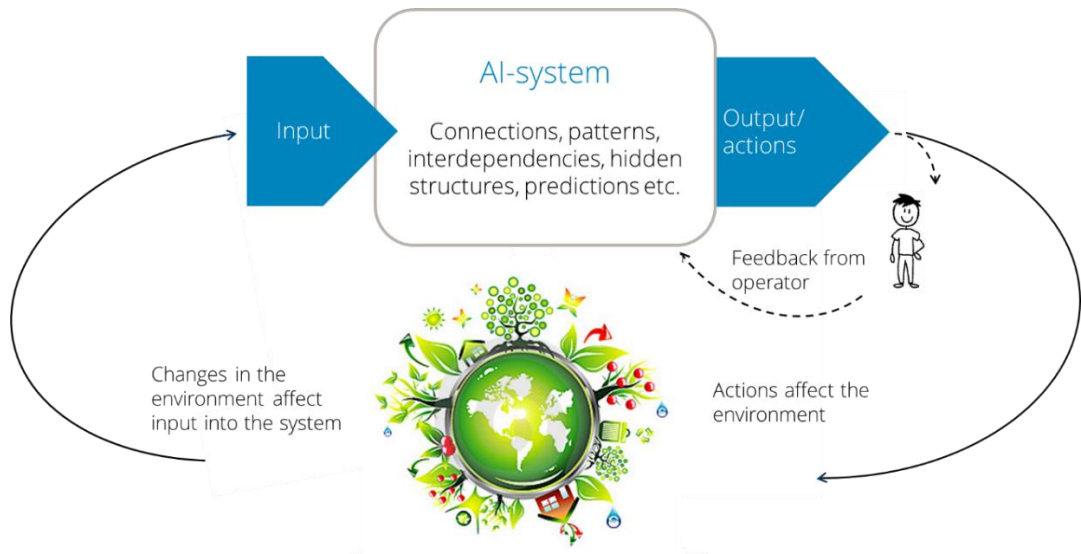 AI-system
Input
Connections, patterns,
interdependencies, hidden
structures, predictions etc.
Output/
actions
Feedback from
operator
Changes in the
environment affect
input into the system
Actions affect the
environment